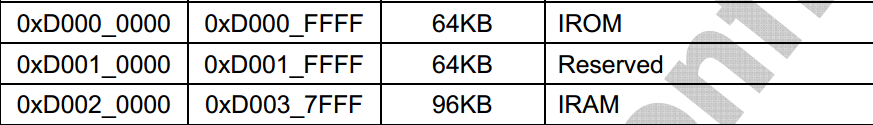 0xD000_0000 0xD000_FFFF 64KB IROM
0xD001_0000 0xD001_FFFF 64KB Reserved
0xD002_0000 0xD003_7FFF 96KB IRAM